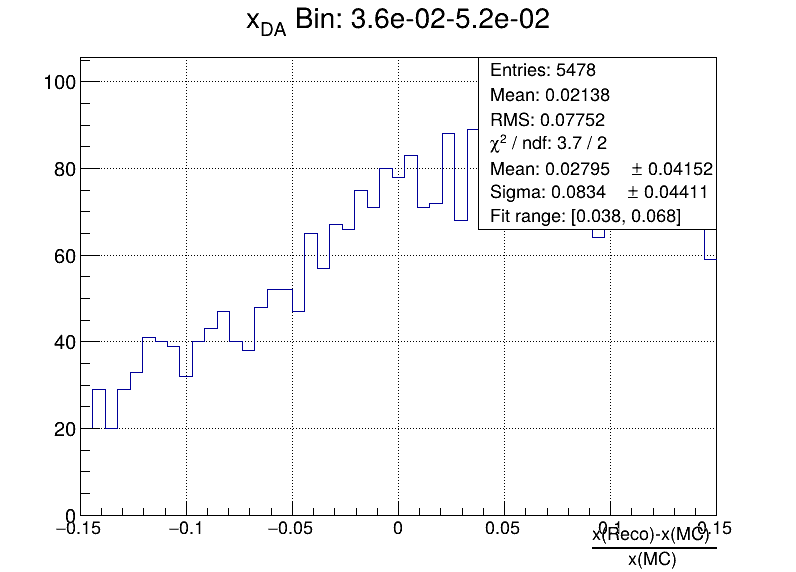 x_DA Bin: 3.6e-02-5.2e-02
Entries: 5478
Mean: 0.02138
RMS: 0.07752
χ² / ndf: 3.7 / 2
Mean: 0.02795 ± 0.04152
Sigma: 0.0834 ± 0.04411
Fit range: [0.038, 0.068]
100
80
60
40
20
0
−0.15 −0.1 −0.05 0 0.05 0.1 0.15
x(Reco)-x(MC)
x(MC)